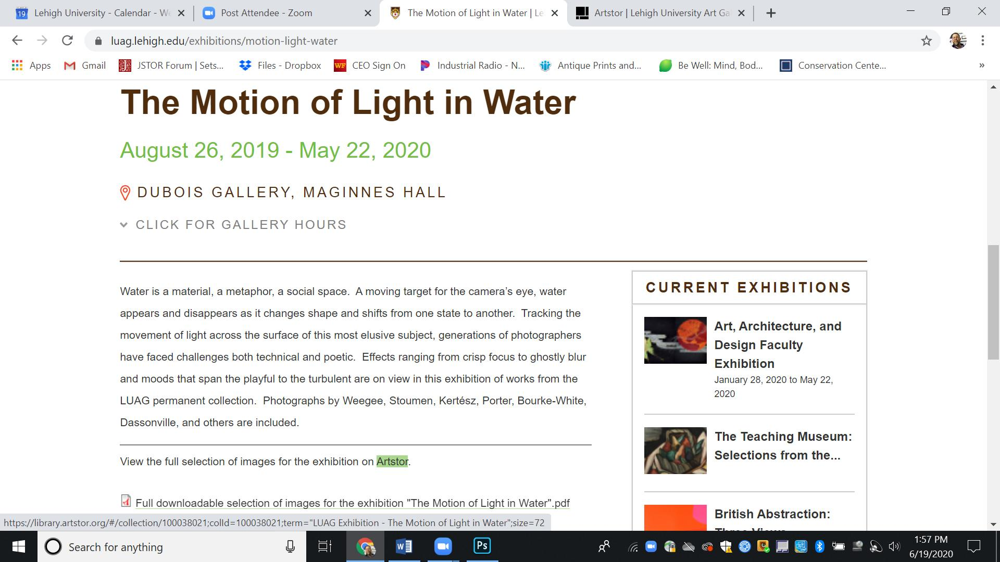 19 Lehigh University - Calendar - We
Post Attendee - Zoom
The Motion of Light in Water | Le
Artstor | Lehigh University Art Gal
luag.lehigh.edu/exhibitions/motion-light-water
Apps
Gmail
JSTOR Forum | Sets...
Files - Dropbox
WF CEO Sign On
Industrial Radio - N...
Antique Prints and...
Be Well: Mind, Bod...
Conservation Cente...
»
The Motion of Light in Water
August 26, 2019 - May 22, 2020
DUBOIS GALLERY, MAGINNES HALL
CLICK FOR GALLERY HOURS
Water is a material, a metaphor, a social space.  A moving target for the camera’s eye, water
appears and disappears as it changes shape and shifts from one state to another.  Tracking the
movement of light across the surface of this most elusive subject, generations of photographers
have faced challenges both technical and poetic.  Effects ranging from crisp focus to ghostly blur
and moods that span the playful to the turbulent are on view in this exhibition of works from the
LUAG permanent collection.  Photographs by Weegee, Stoumen, Kertész, Porter, Bourke-White,
Dassonville, and others are included.
View the full selection of images for the exhibition on Artstor.
Full downloadable selection of images for the exhibition "The Motion of Light in Water".pdf
CURRENT EXHIBITIONS
Art, Architecture, and
Design Faculty
Exhibition
January 28, 2020 to May 22,
2020
The Teaching Museum:
Selections from the...
British Abstraction:
Three Views
https://library.artstor.org/#/collection/100038021;colId=100038021;term="LUAG Exhibition - The Motion of Light in Water";size=72
Search for anything
Ps
1:57 PM
6/19/2020